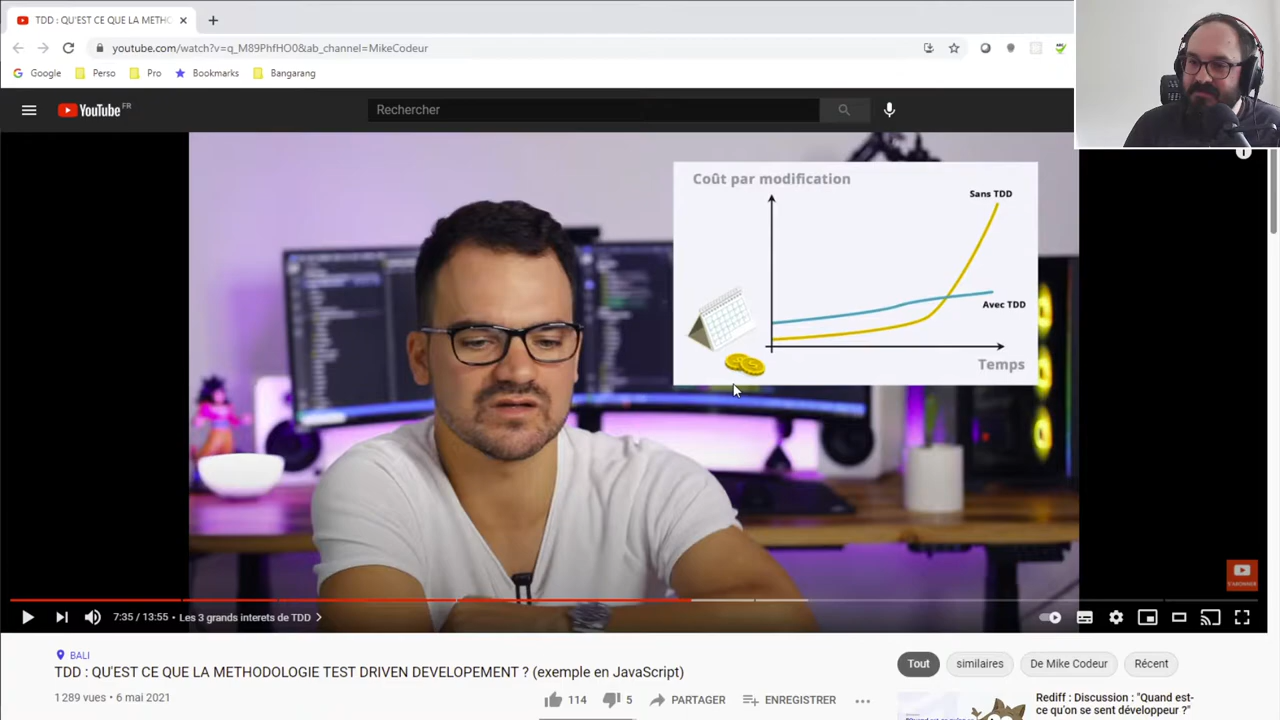 TDD : QU'EST CE QUE LA METHO
youtube.com/watch?v=q_M89PhfHO0&ab_channel=MikeCodeur
Google Perso Pro Bookmarks Bangarang
YouTube FR
Rechercher
Coût par modification
Sans TDD
Avec TDD
Temps
S'ABONNER
7:35 / 13:55 • Les 3 grands interets de TDD
BALI
TDD : QU'EST CE QUE LA METHODOLOGIE TEST DRIVEN DEVELOPEMENT ? (exemple en JavaScript)
1 289 vues • 6 mai 2021
114 5 PARTAGER ENREGISTRER
Tout similaires De Mike Codeur Récent
Rediff : Discussion : "Quand est-
ce qu'on se sent développeur ?"